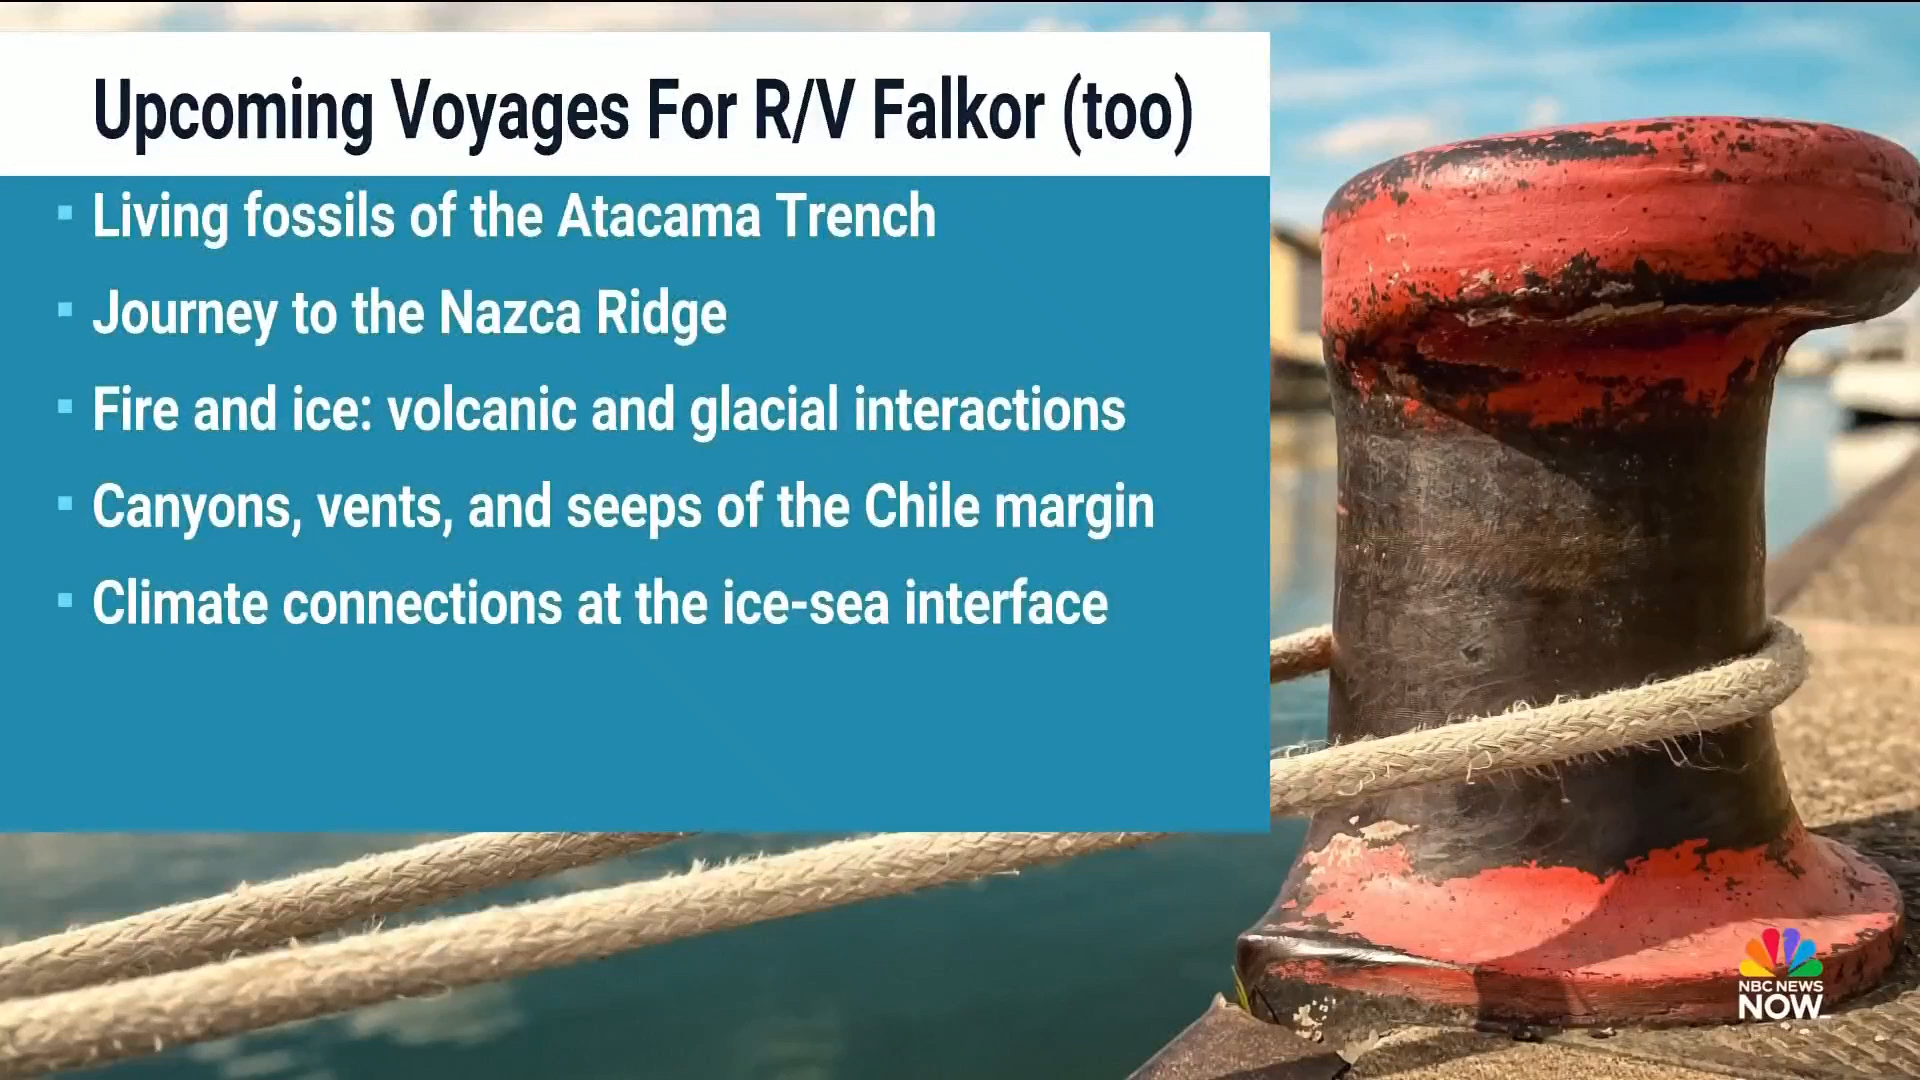 Upcoming Voyages For R/V Falkor (too)
Living fossils of the Atacama Trench
Journey to the Nazca Ridge
Fire and ice: volcanic and glacial interactions
Canyons, vents, and seeps of the Chile margin
Climate connections at the ice-sea interface
NBC NEWS
NOW